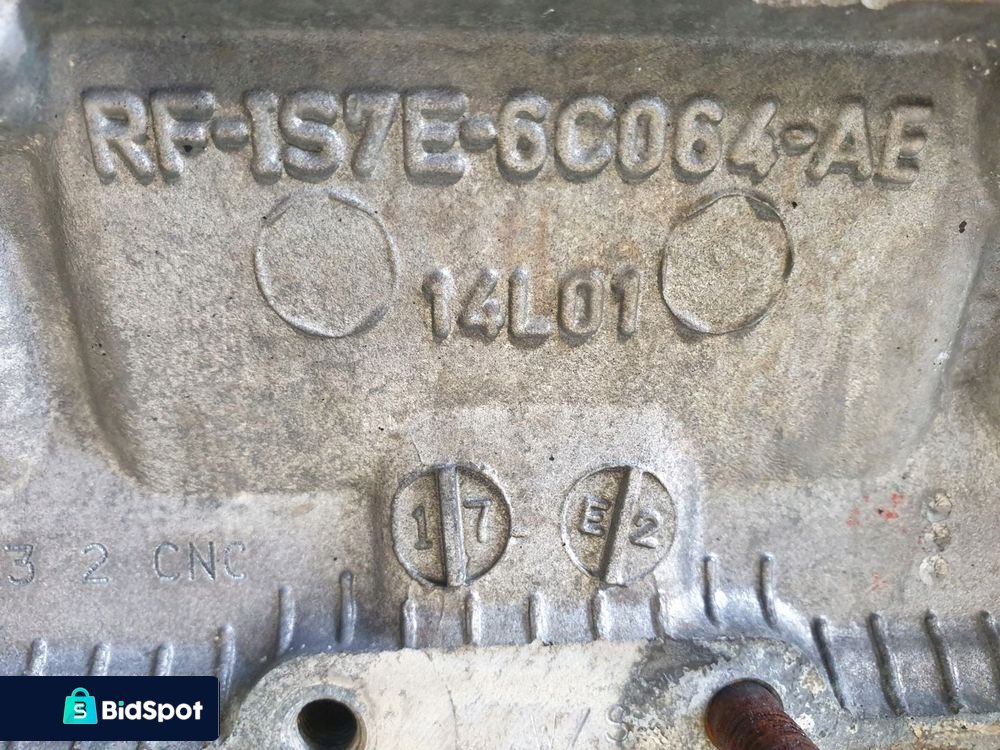 RF-1S7E-6C064-AE
14L01
1 7 E 2
3 2 CNC
BidSpot